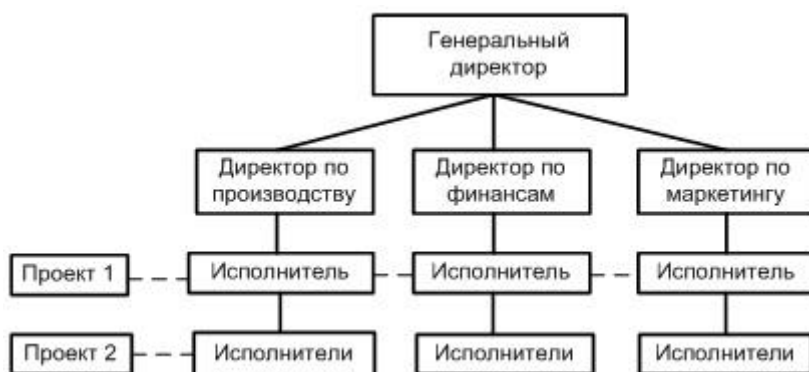 Генеральный
директор
Директор по
производству
Директор по
финансам
Директор по
маркетингу
Проект 1
Исполнитель
Исполнитель
Исполнитель
Проект 2
Исполнители
Исполнители
Исполнители